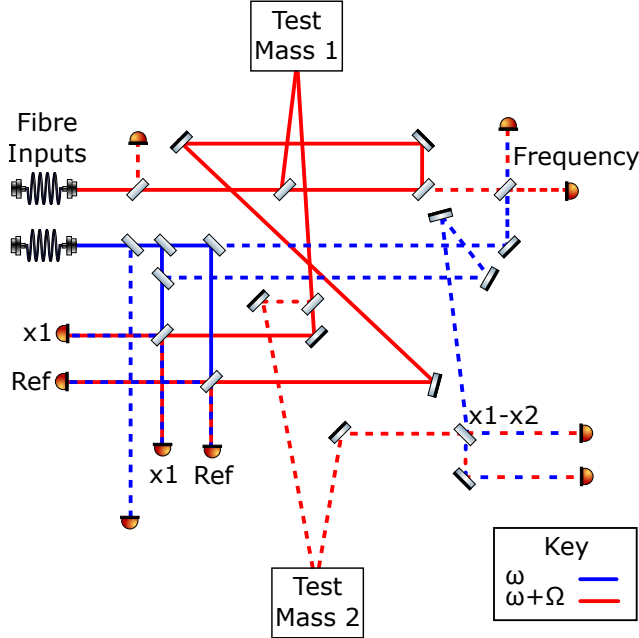 Test
Mass 1
Fibre
Inputs
Frequency
x1
Ref
x1
Ref
x1-x2
Test
Mass 2
Key
ω
ω+Ω